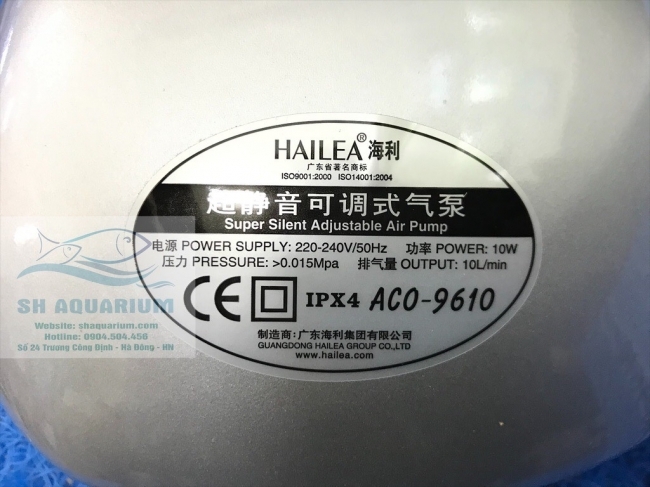 HAILEA® 海利
广东省著名商标
ISO9001:2000 ISO14001:2004
超静音可调式气泵
Super Silent Adjustable Air Pump
电源 POWER SUPPLY: 220-240V/50Hz 功率 POWER: 10W
压力 PRESSURE: >0.015Mpa 排气量 OUTPUT: 10L/min
CE IPX4 ACO-9610
制造商: 广东海利集团有限公司
GUANGDONG HAILEA GROUP CO.,LTD
www.hailea.com
SH AQUARIUM
Website: shaquarium.com
Hotline: 0904.504.456
Số 24 Trưng Công Định - Hà Đông - HN